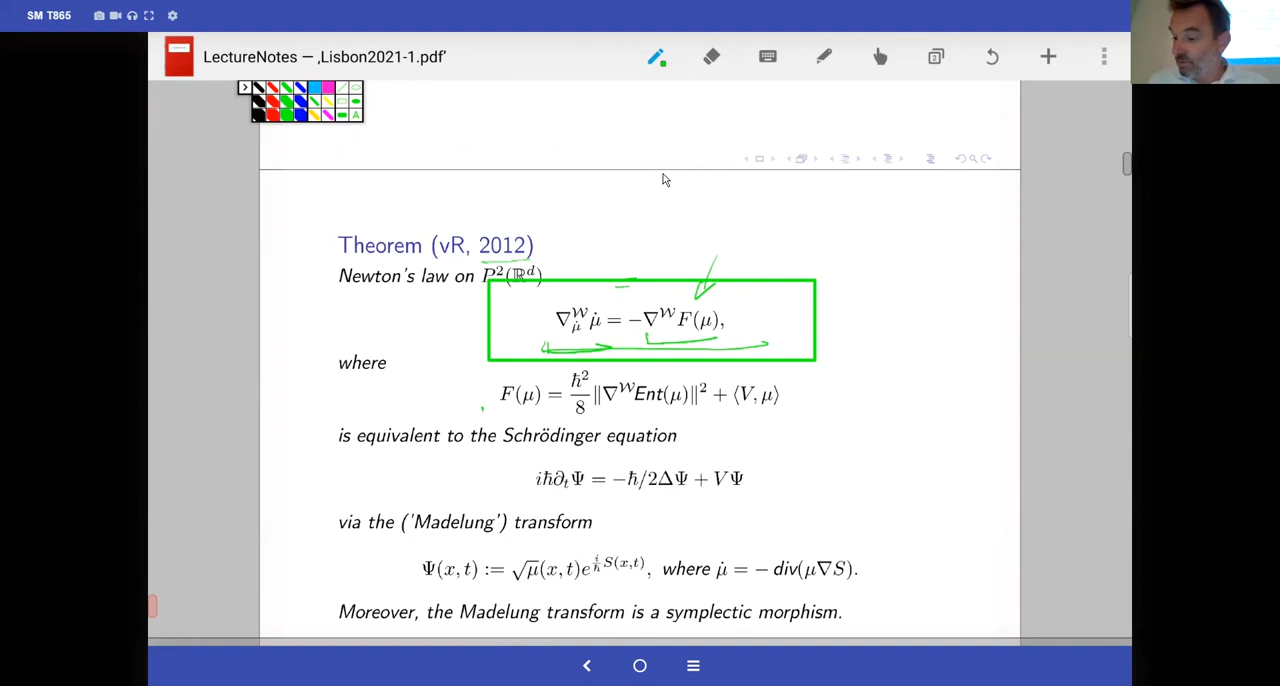 SM T865
LectureNotes — ‚Lisbon2021-1.pdf’
2
A
Theorem (vR, 2012)
Newton's law on P²(ℝᵈ)
∇^𝒲_μ̇ μ̇ = −∇^𝒲 F(μ),
where
F(μ) = ℏ²/8 ‖∇^𝒲 Ent(μ)‖² + ⟨V, μ⟩
is equivalent to the Schrödinger equation
iℏ∂ₜΨ = −ℏ/2ΔΨ + VΨ
via the ('Madelung') transform
Ψ(x, t) := √μ(x, t)e^{i/ℏ S(x,t)}, where μ̇ = − div(μ∇S).
Moreover, the Madelung transform is a symplectic morphism.